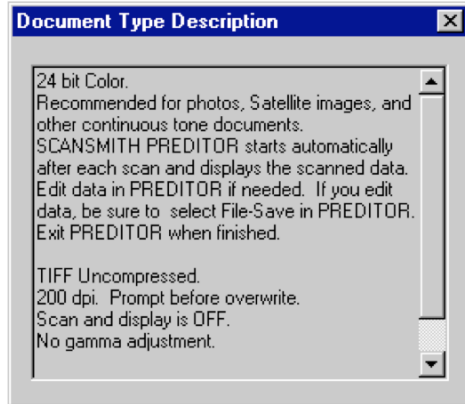 Document Type Description
24 bit Color.
Recommended for photos, Satellite images, and
other continuous tone documents.
SCANSMITH PREDITOR starts automatically
after each scan and displays the scanned data.
Edit data in PREDITOR if needed.  If you edit
data, be sure to  select File-Save in PREDITOR.
Exit PREDITOR when finished.

TIFF Uncompressed.
200 dpi.  Prompt before overwrite.
Scan and display is OFF.
No gamma adjustment.